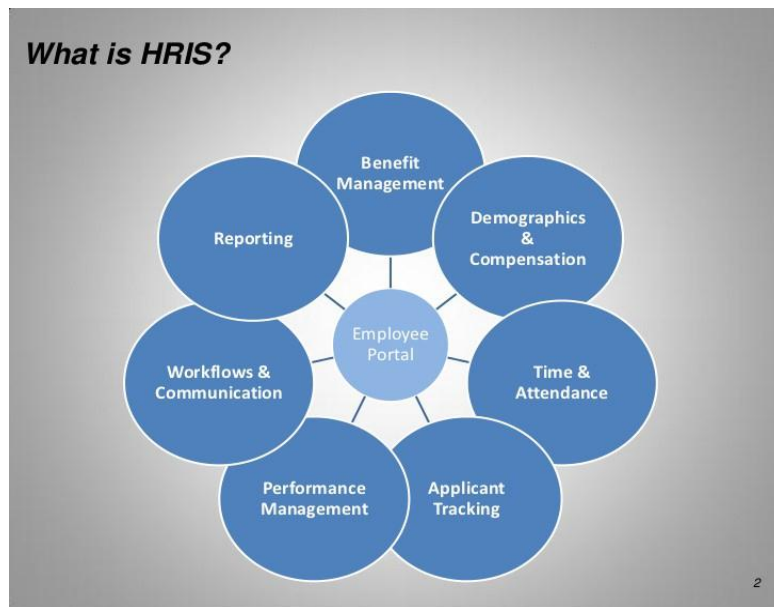 What is HRIS?
Benefit
Management
Demographics
&
Compensation
Time &
Attendance
Applicant
Tracking
Performance
Management
Workflows &
Communication
Reporting
Employee
Portal
2